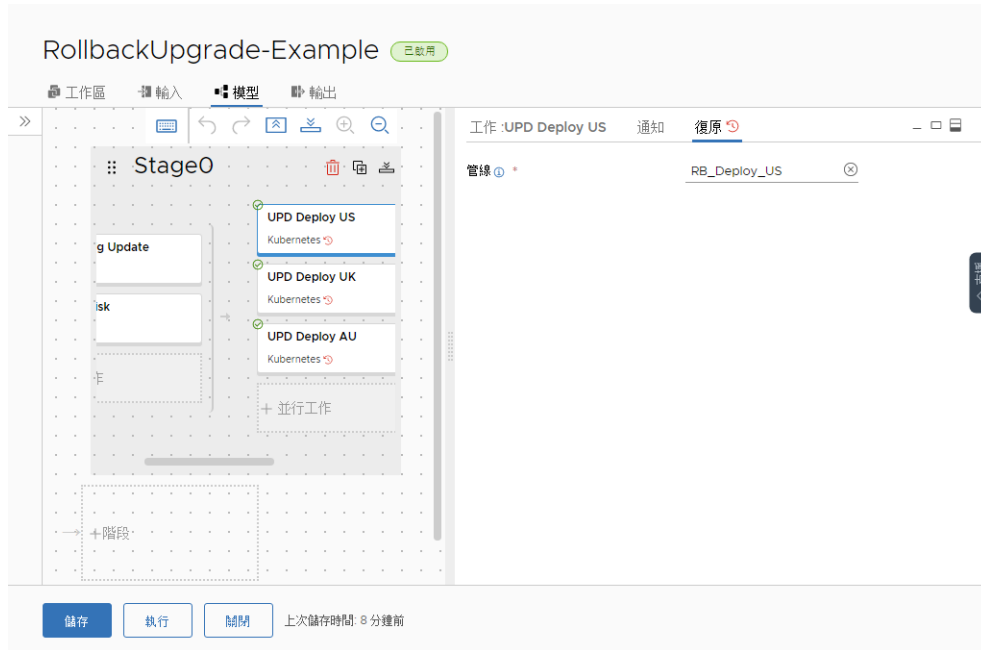 RollbackUpgrade-Example 已啟用
工作區 輸入 模型 輸出
Stage0
g Update
isk
作
UPD Deploy US
Kubernetes
UPD Deploy UK
Kubernetes
UPD Deploy AU
Kubernetes
+ 並行工作
+階段
工作 :UPD Deploy US 通知 復原
管線 * RB_Deploy_US
儲存 執行 關閉 上次儲存時間: 8 分鐘前